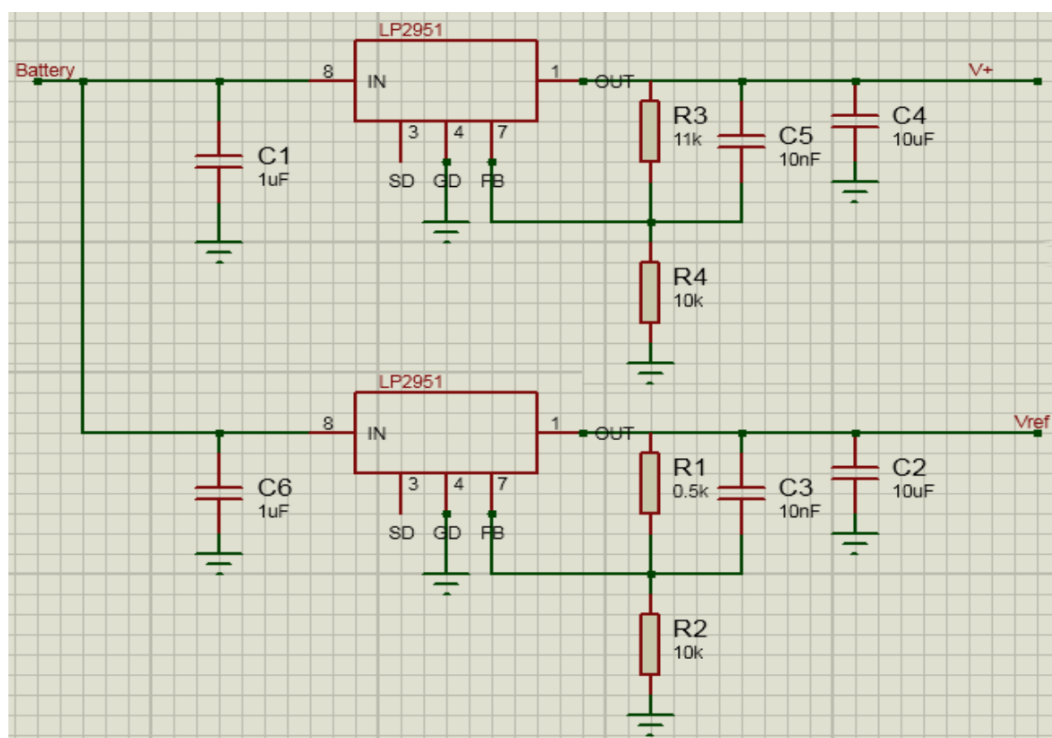 LP2951
Battery
8
IN
1
OUT
V+
R3
11k
C5
10nF
C4
10uF
3
4
7
SD
GD
FB
C1
1uF
R4
10k
LP2951
8
IN
1
OUT
Vref
R1
0.5k
C3
10nF
C2
10uF
3
4
7
SD
GD
FB
C6
1uF
R2
10k